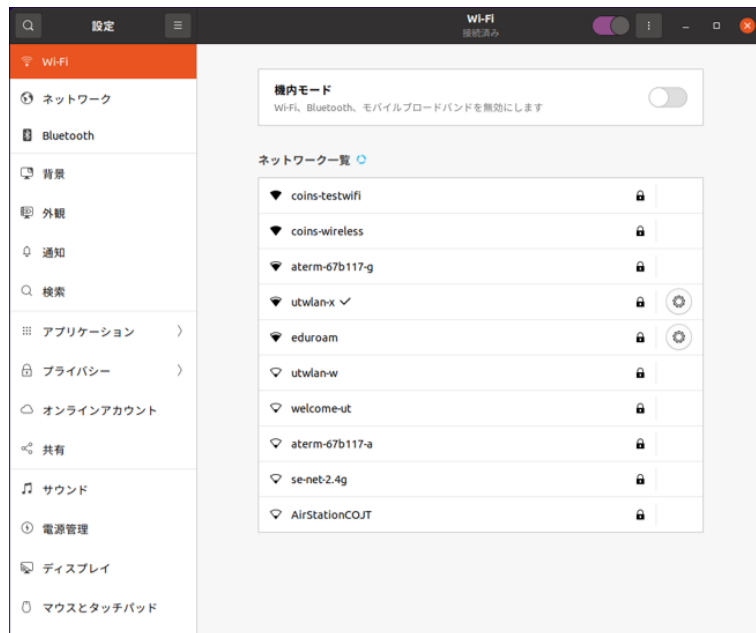 設定
Wi-Fi
接続済み
Wi-Fi
ネットワーク
Bluetooth
背景
外観
通知
検索
アプリケーション
プライバシー
オンラインアカウント
共有
サウンド
電源管理
ディスプレイ
マウスとタッチパッド
機内モード
Wi-Fi、Bluetooth、モバイルブロードバンドを無効にします
ネットワーク一覧
coins-testwifi
coins-wireless
aterm-67b117-g
utwlan-x
eduroam
utwlan-w
welcome-ut
aterm-67b117-a
se-net-2.4g
AirStationCOJT